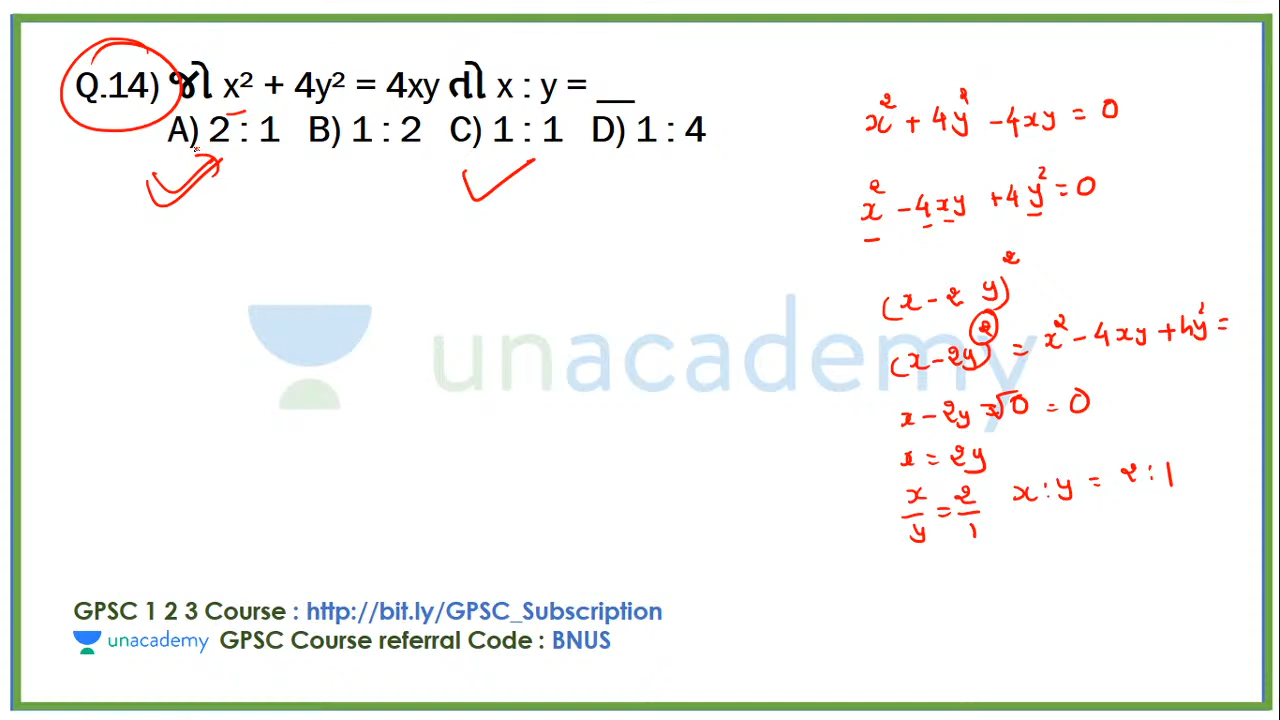 Q.14) જો x² + 4y² = 4xy તો x : y = __
A) 2 : 1 B) 1 : 2 C) 1 : 1 D) 1 : 4
x² + 4y² - 4xy = 0
x² - 4xy + 4y² = 0
(x - 2y)²
(x - 2y)² = x² - 4xy + 4y² =
x - 2y = √0 = 0
x = 2y
x/y = 2/1 x : y = 2 : 1
unacademy
GPSC 1 2 3 Course : http://bit.ly/GPSC_Subscription
unacademy GPSC Course referral Code : BNUS